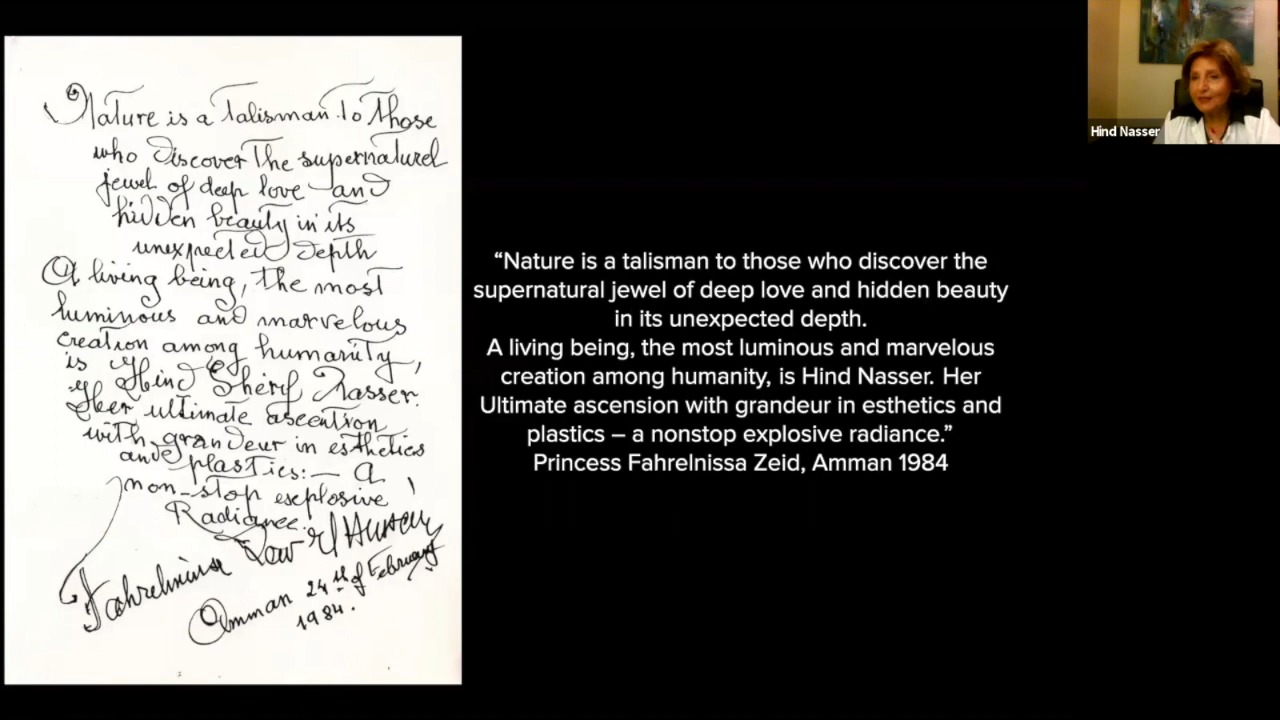 Nature is a Talisman to Those
who discover The supernaturel
jewel of deep love and
hidden beauty in its
unexpected depth
A living being, The most
luminous and marvelous
creation among humanity,
is Hind Sherif Nasser.
Her ultimate ascention
with grandeur in esthetics
and plastics:— A
non-stop explosive
Radiance.
Fahrelnissa
Amman 24th of February
1984.
“Nature is a talisman to those who discover the
supernatural jewel of deep love and hidden beauty
in its unexpected depth.
A living being, the most luminous and marvelous
creation among humanity, is Hind Nasser. Her
Ultimate ascension with grandeur in esthetics and
plastics – a nonstop explosive radiance.”
Princess Fahrelnissa Zeid, Amman 1984
Hind Nasser